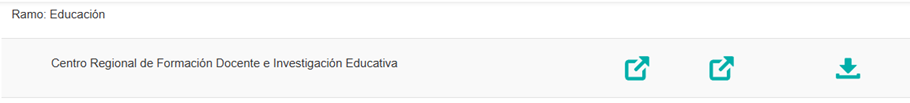 Ramo: Educación
Centro Regional de Formación Docente e Investigación Educativa